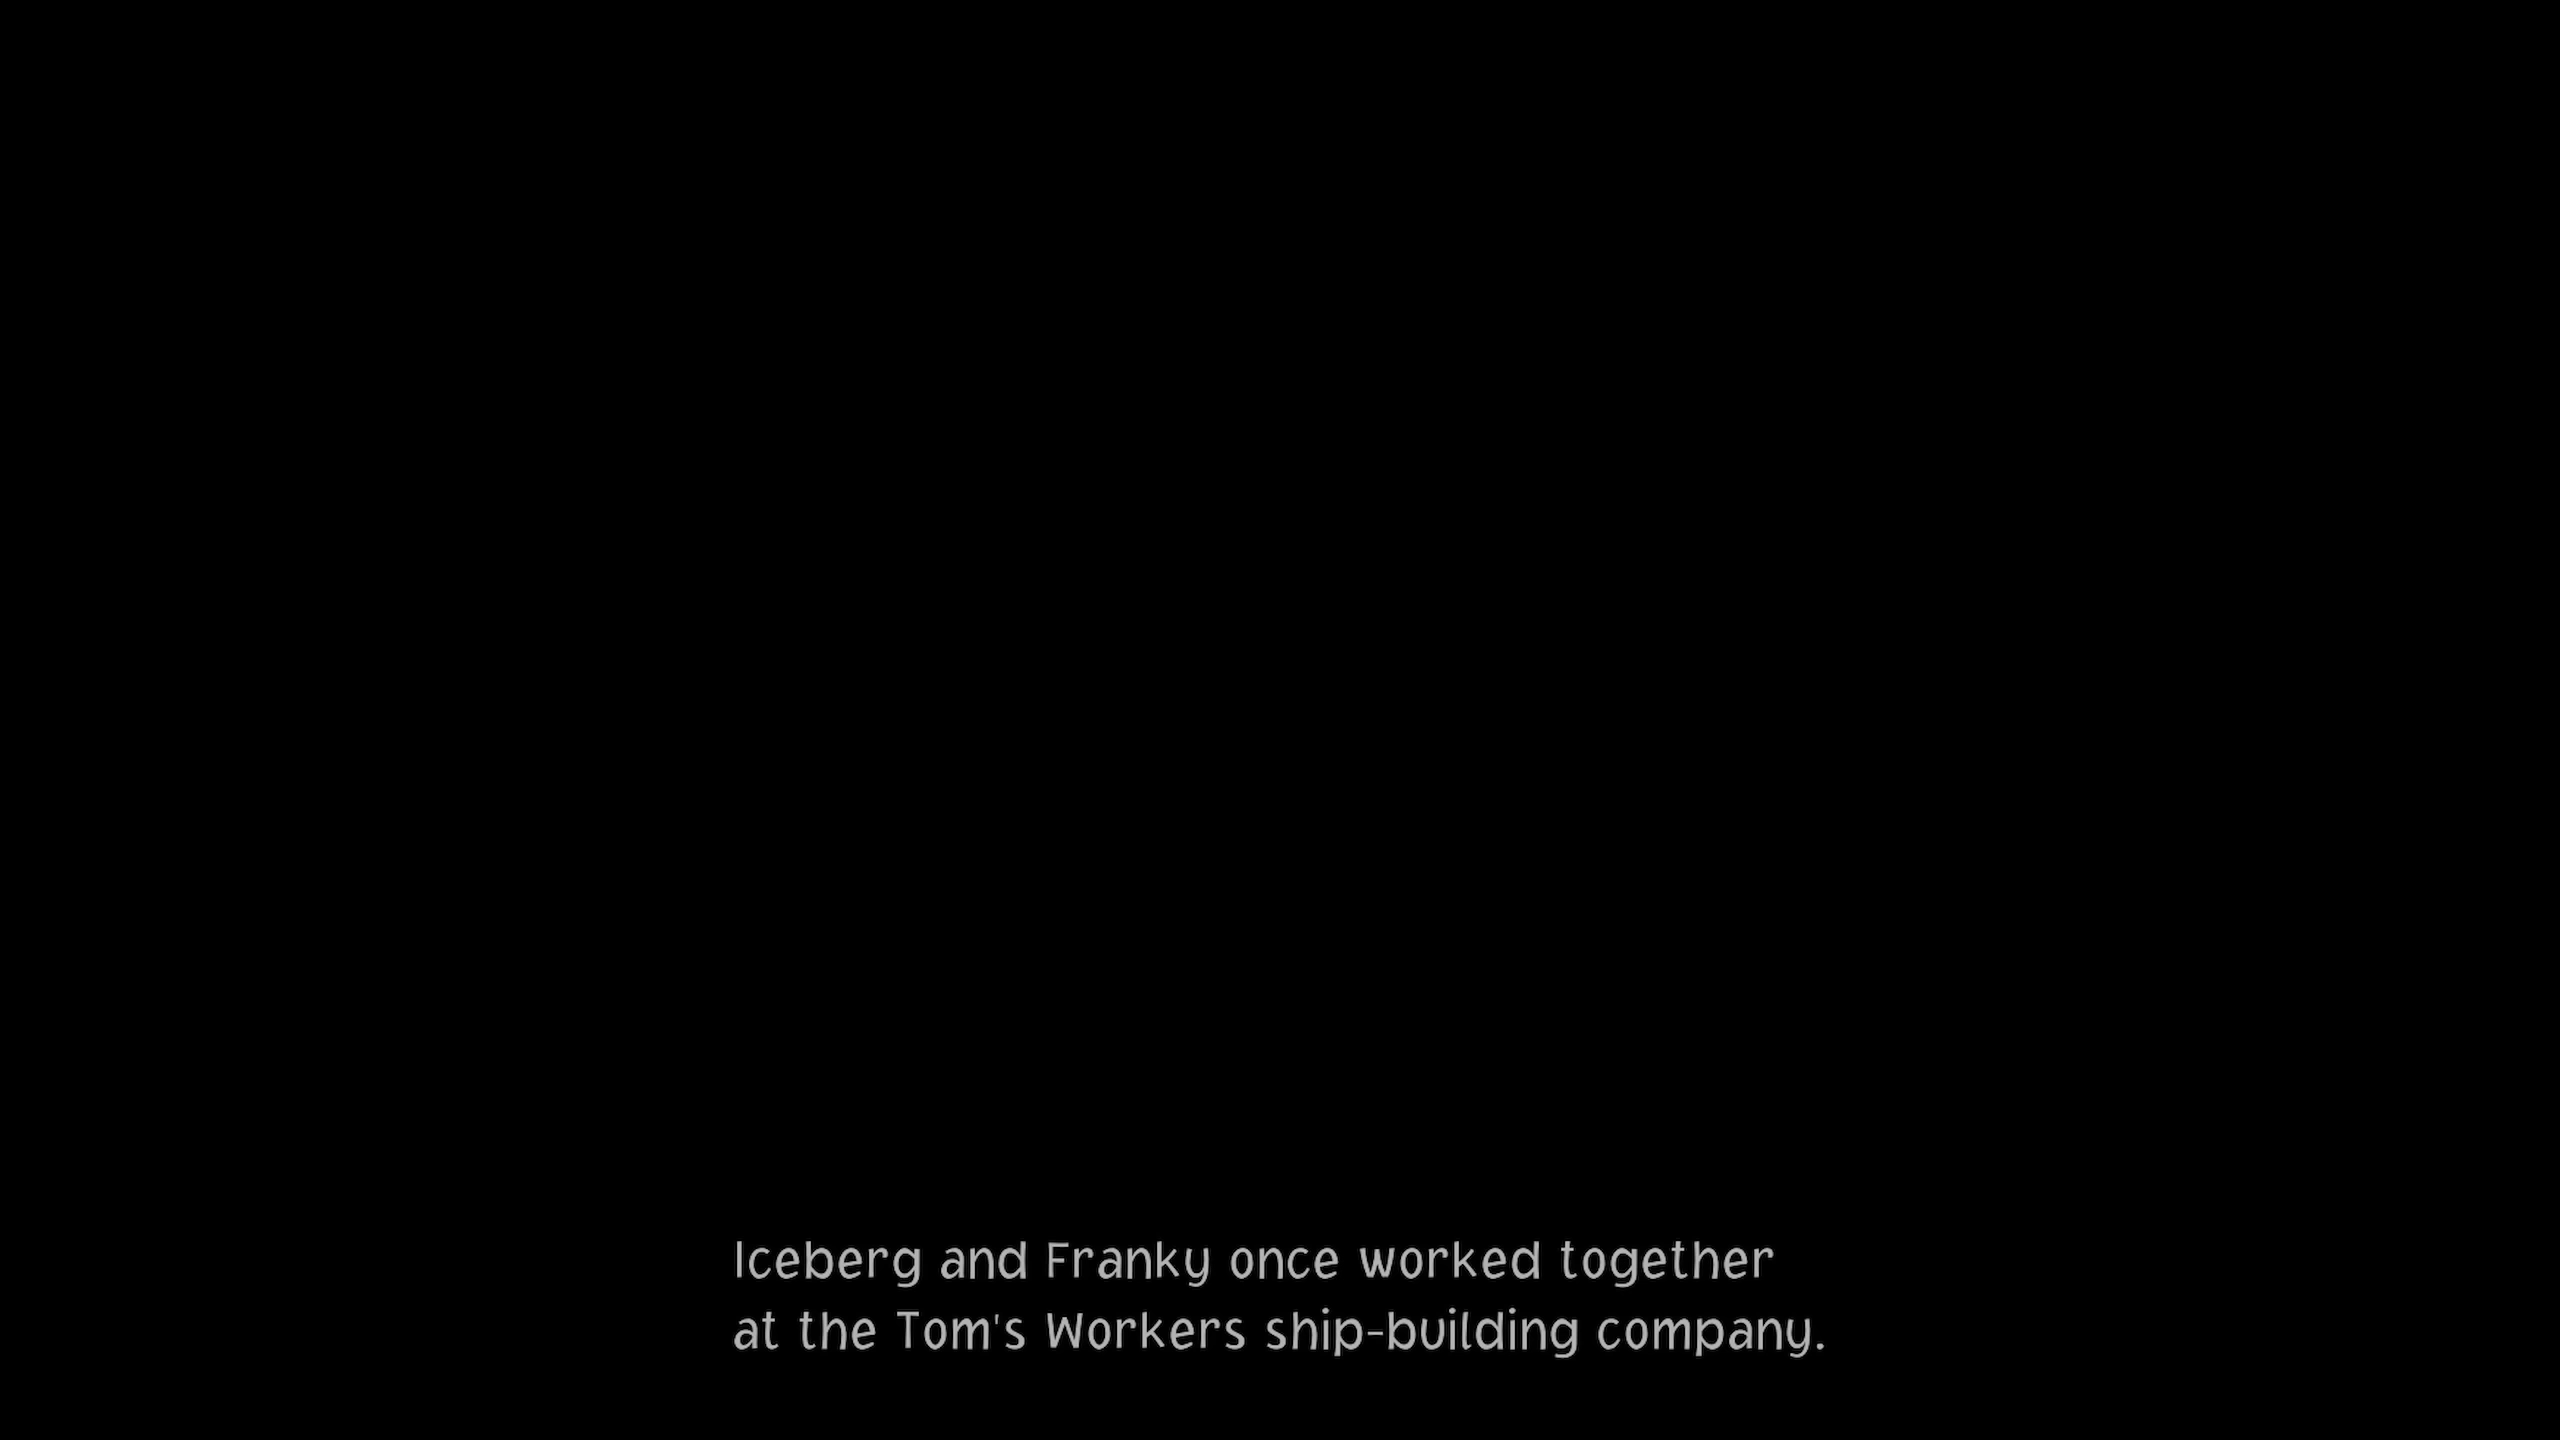 Iceberg and Franky once worked together
at the Tom's Workers ship-building company.